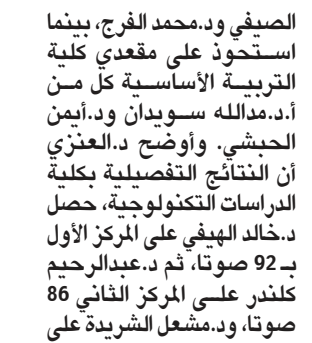 الصيفي ود.محمد الفرج، بينما
استحوذ على مقعدي كلية
التربية الأساسية كل من
أ.د.مدالله سويدان ود.أيمن
الحبشي. وأوضح د.العنزي
أن النتائج التفصيلية بكلية
الدراسات التكنولوجية، حصل
د.خالد الهيفي على المركز الأول
بـ 92 صوتا، ثم د.عبدالرحيم
كلندر على المركز الثاني 86
صوتا، ود.مشعل الشريدة على